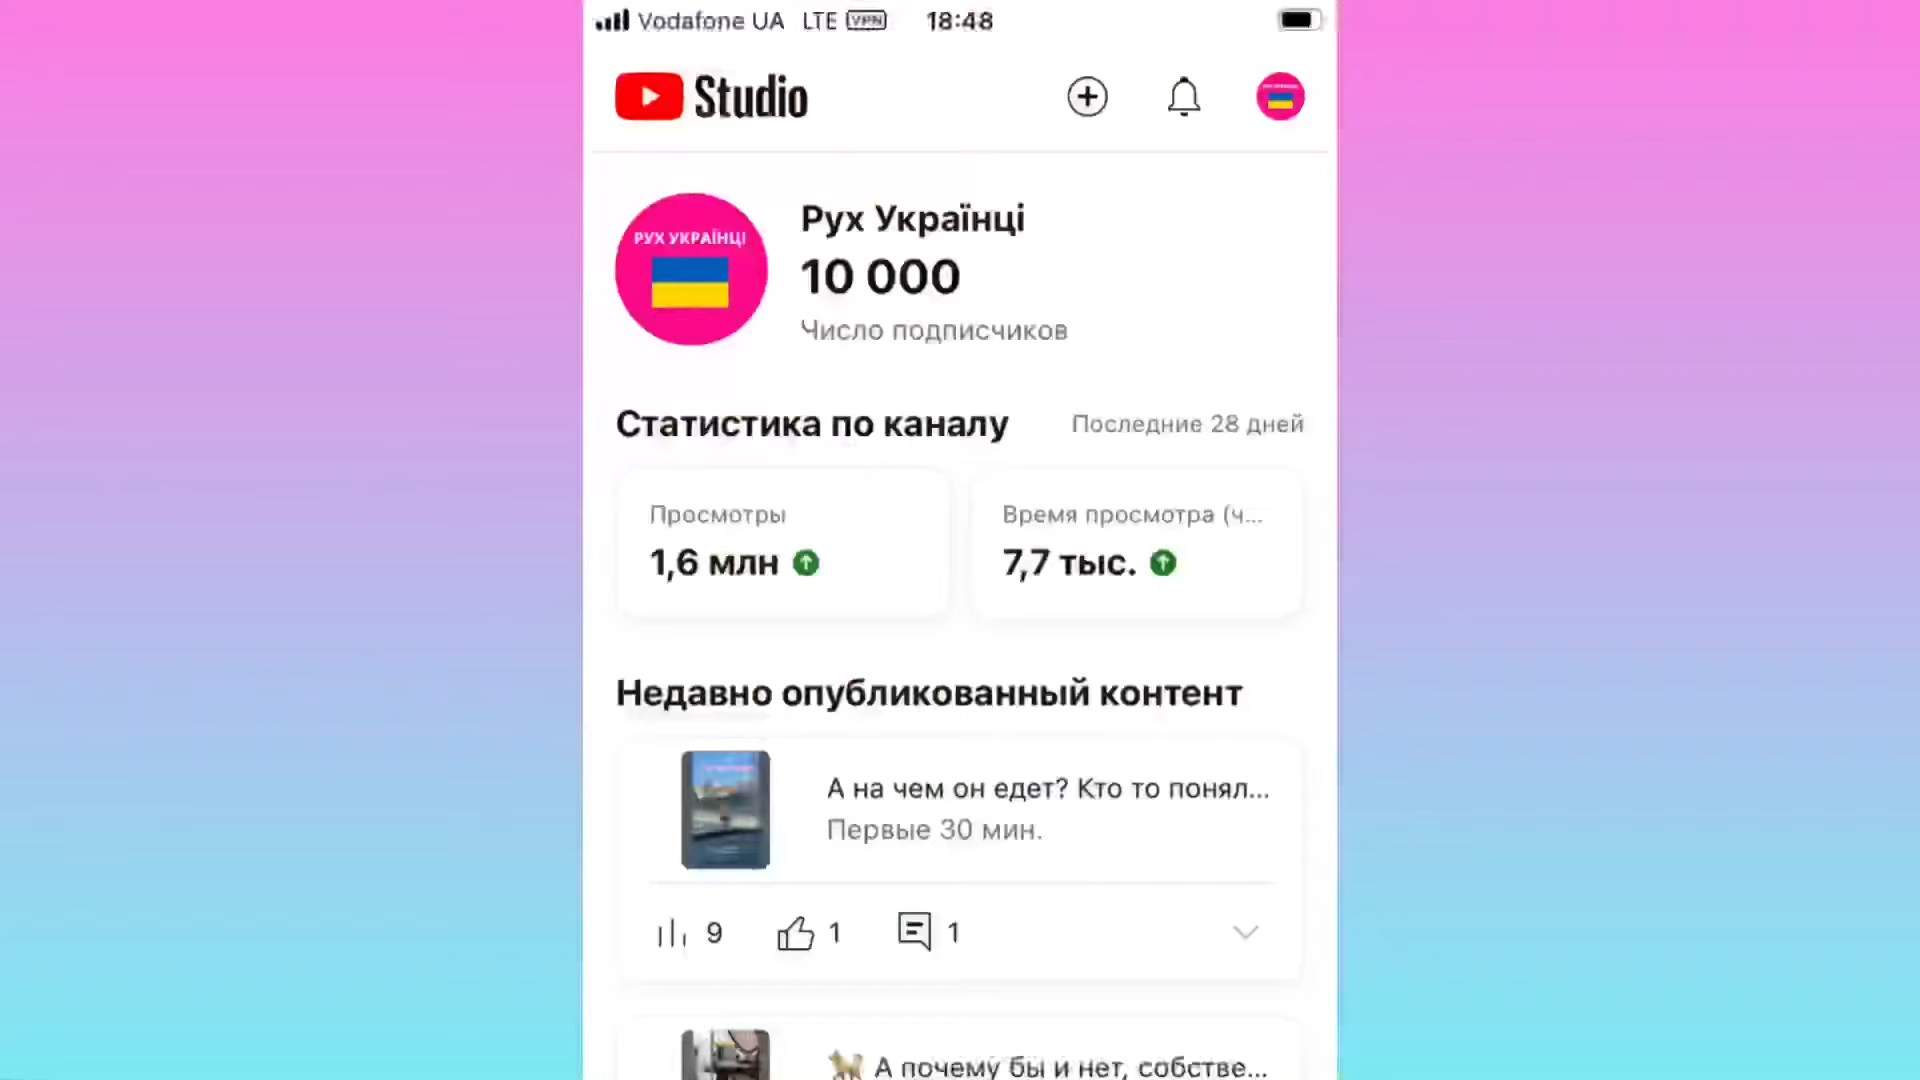 Vodafone UA LTE VPN 18:48
Studio
РУХ УКРАЇНЦІ
Рух Українці
10 000
Число подписчиков
Статистика по каналу Последние 28 дней
Просмотры
1,6 млн
Время просмотра (ч...
7,7 тыс.
Недавно опубликованный контент
А на чем он едет? Кто то понял...
Первые 30 мин.
9 1 1
А почему бы и нет, собстве...